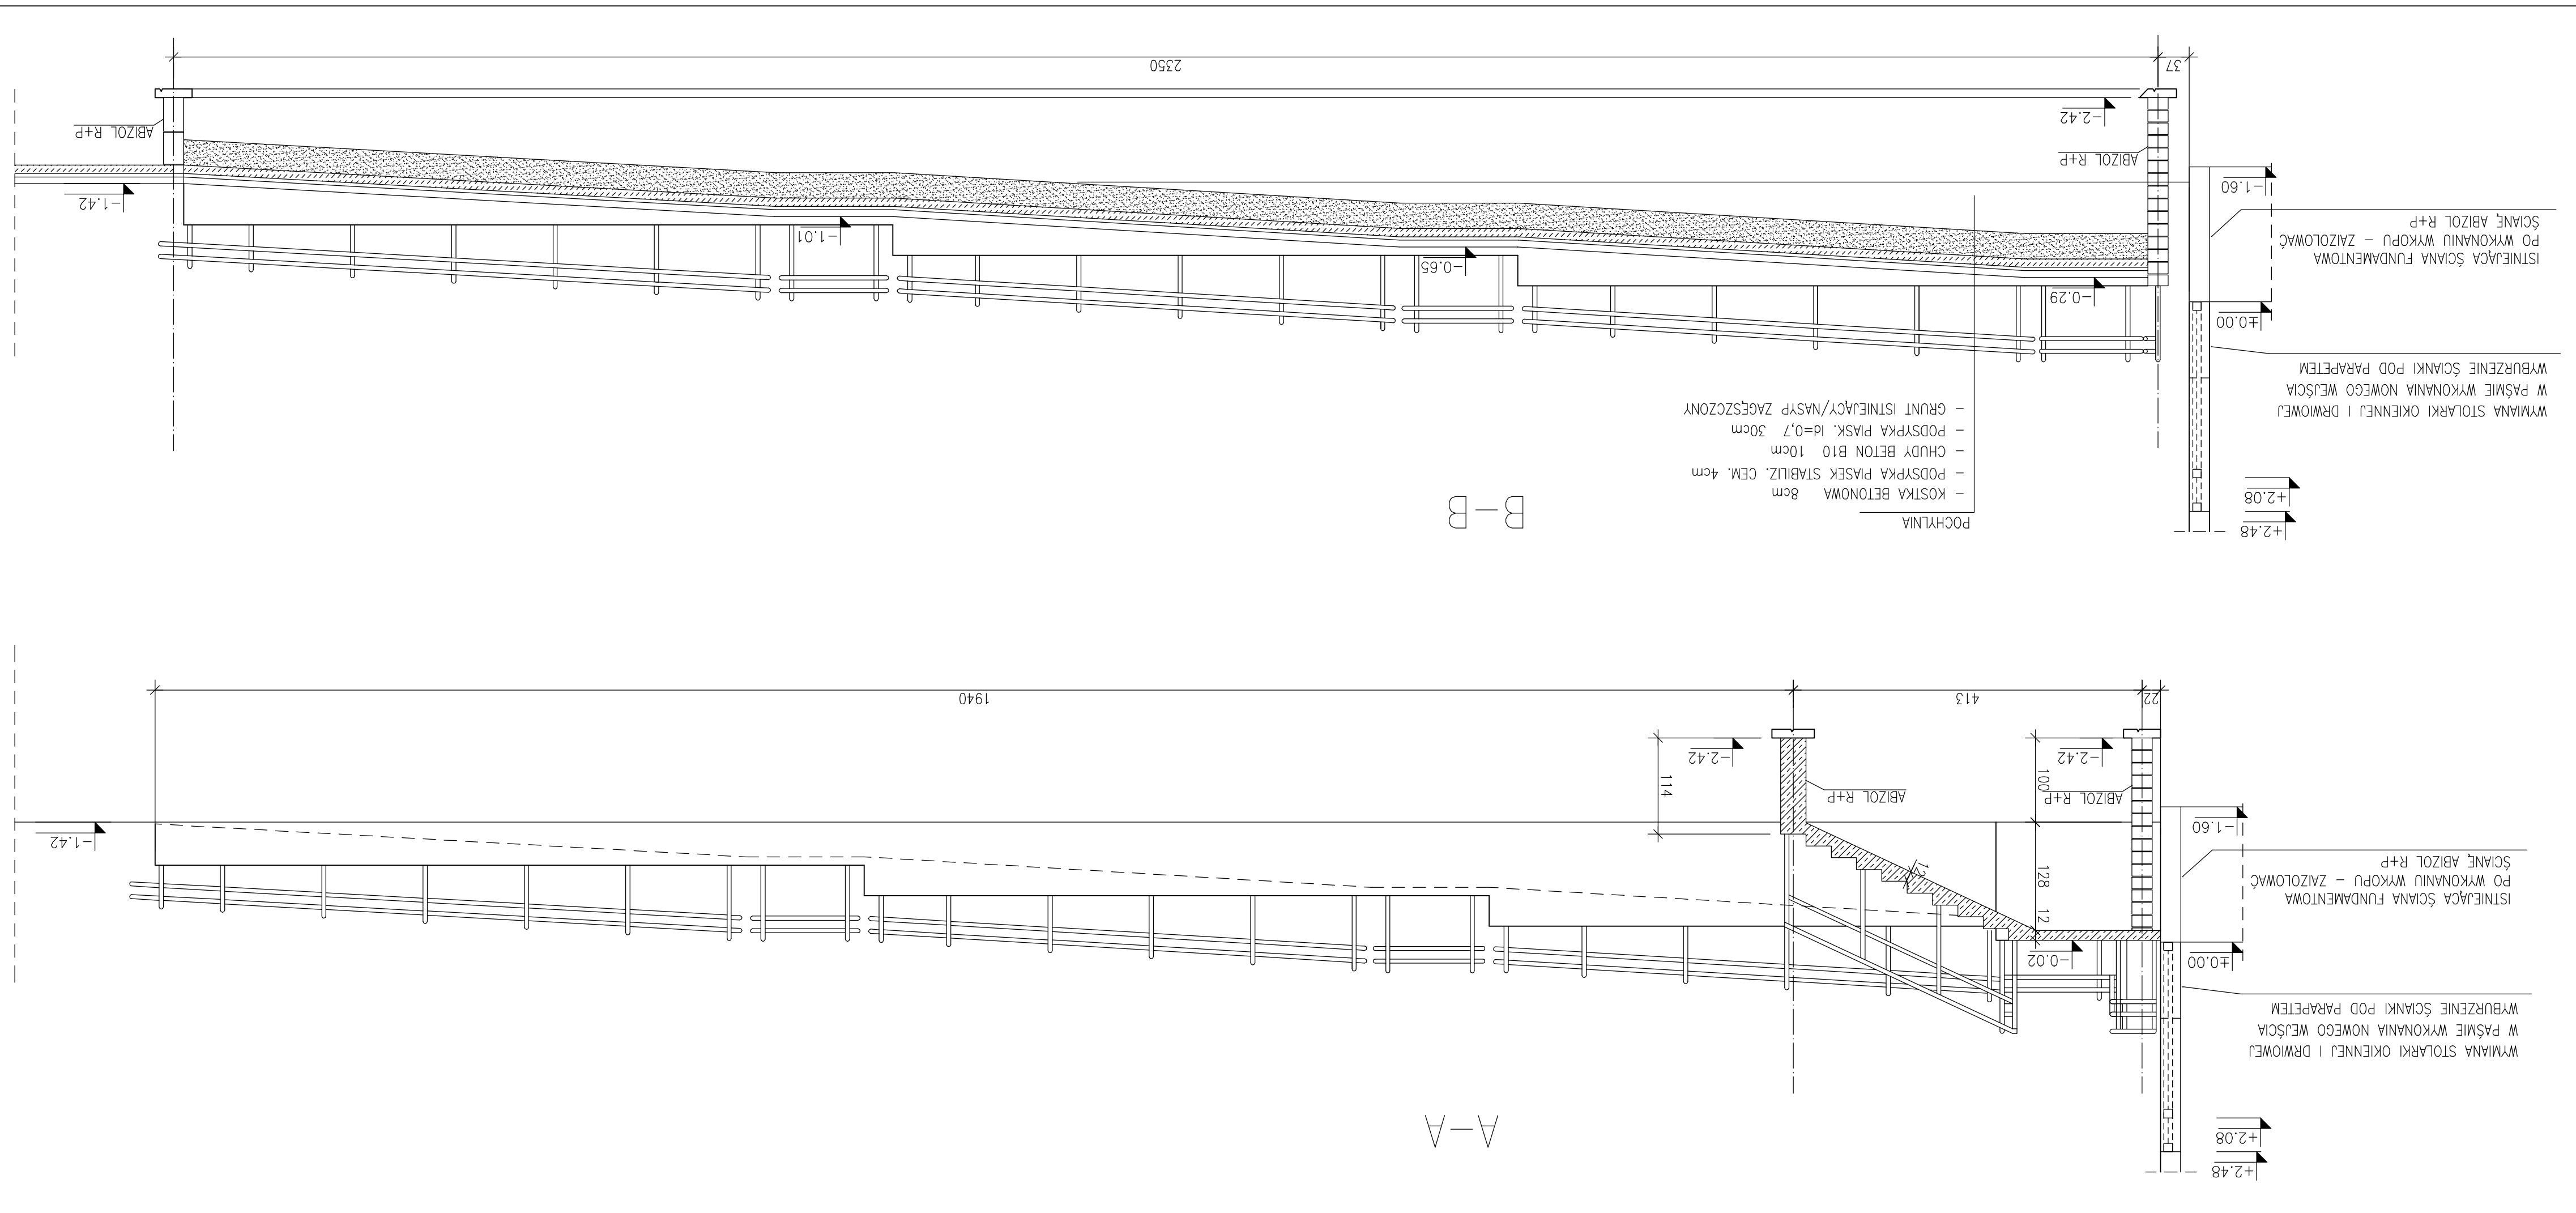 A-A
+2.48
+2.08
WYMIANA STOLARKI OKIENNEJ I DRWIOWEJ
W PAŚMIE WYKONANIA NOWEGO WEJŚCIA
WYBURZENIE ŚCIANKI POD PARAPETEM
±0.00
-0.02
ISTNIEJĄCA ŚCIANA FUNDAMENTOWA
PO WYKONANIU WYKOPU - ZAIZOLOWAĆ
ŚCIANĘ ABIZOL R+P
-1.60
12
128
12
100
ABIZOL R+P
ABIZOL R+P
114
-1.42
-2.42
-2.42
22
413
1940
B-B
+2.48
+2.08
POCHYLNIA
- KOSTKA BETONOWA 8cm
- PODSYPKA PIASEK STABILIZ. CEM. 4cm
- CHUDY BETON B10 10cm
- PODSYPKA PIASK. Id=0,7 30cm
- GRUNT ISTNIEJĄCY/NASYP ZAGĘSZCZONY
WYMIANA STOLARKI OKIENNEJ I DRWIOWEJ
W PAŚMIE WYKONANIA NOWEGO WEJŚCIA
WYBURZENIE ŚCIANKI POD PARAPETEM
±0.00
-0.29
-0.65
-1.01
ISTNIEJĄCA ŚCIANA FUNDAMENTOWA
PO WYKONANIU WYKOPU - ZAIZOLOWAĆ
ŚCIANĘ ABIZOL R+P
-1.60
-1.42
ABIZOL R+P
ABIZOL R+P
-2.42
37
2350